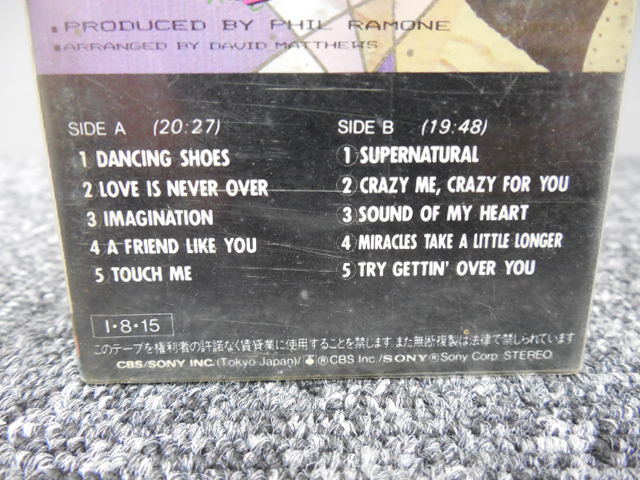 PRODUCED BY PHIL RAMONE
ARRANGED BY DAVID MATTHEWS
SIDE A (20:27)
1 DANCING SHOES
2 LOVE IS NEVER OVER
3 IMAGINATION
4 A FRIEND LIKE YOU
5 TOUCH ME
SIDE B (19:48)
1 SUPERNATURAL
2 CRAZY ME, CRAZY FOR YOU
3 SOUND OF MY HEART
4 MIRACLES TAKE A LITTLE LONGER
5 TRY GETTIN' OVER YOU
I・8・15
このテープを権利者の許諾なく賃貸業に使用することを禁じます。また無断複製は法律で禁じられています
CBS/SONY INC. (Tokyo Japan)/ ®CBS Inc./SONY®Sony Corp. STEREO